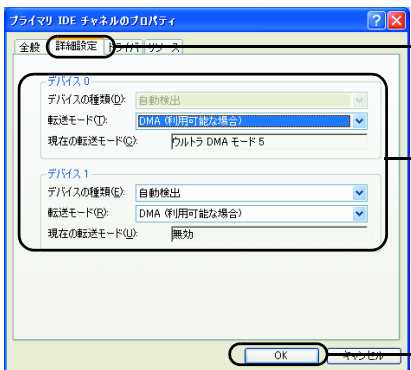 プライマリ IDE チャネルのプロパティ
全般 詳細設定 ドライバ リソース
デバイス 0
デバイスの種類(D): 自動検出
転送モード(T): DMA (利用可能な場合)
現在の転送モード(C): ウルトラ DMA モード 5
デバイス 1
デバイスの種類(E): 自動検出
転送モード(R): DMA (利用可能な場合)
現在の転送モード(U): 無効
OK キャンセル